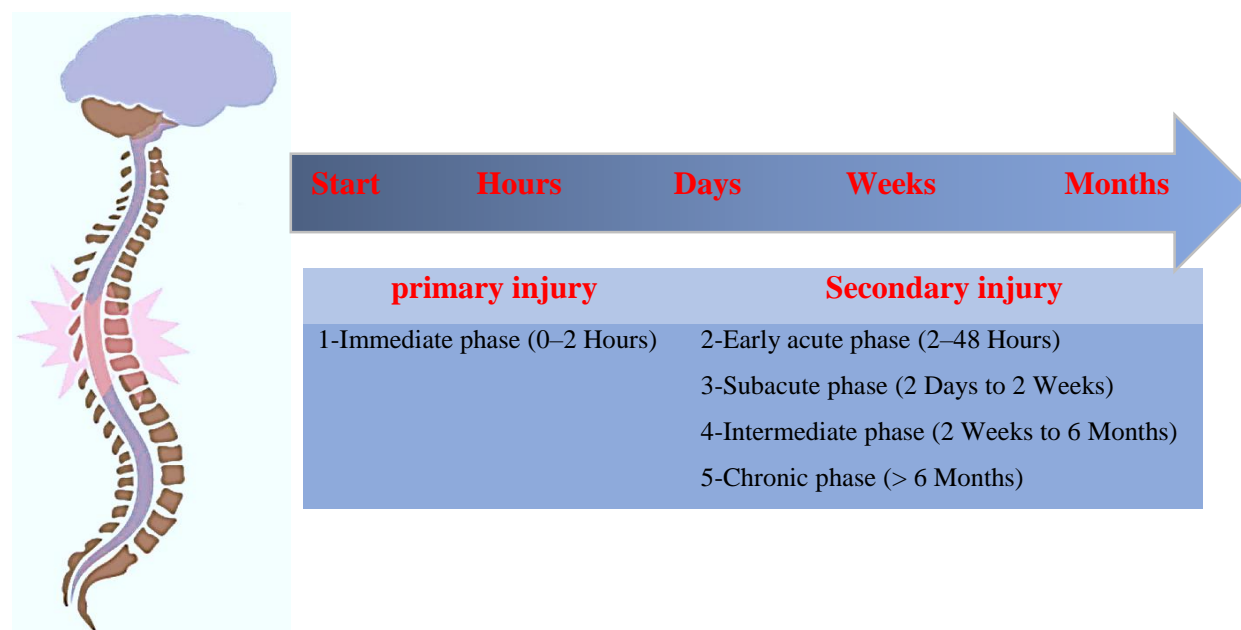 Start Hours Days Weeks Months
primary injury Secondary injury
1-Immediate phase (0–2 Hours) 2-Early acute phase (2–48 Hours)
3-Subacute phase (2 Days to 2 Weeks)
4-Intermediate phase (2 Weeks to 6 Months)
5-Chronic phase (> 6 Months)